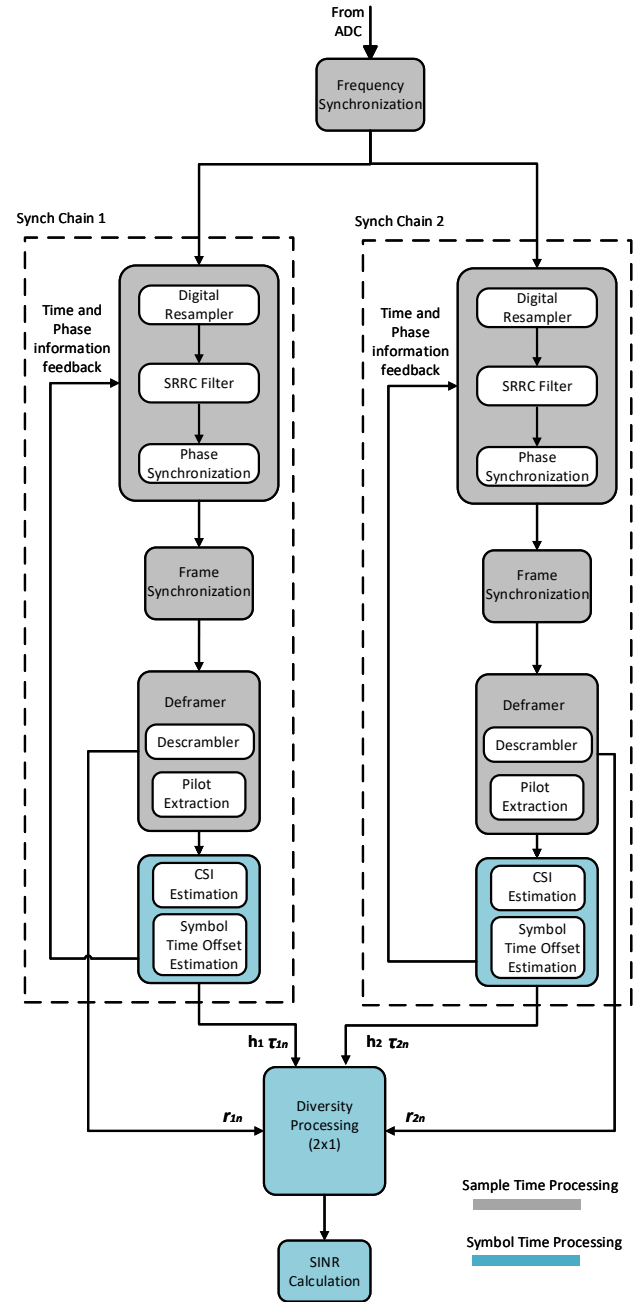 From
ADC
Frequency
Synchronization
Synch Chain 1
Time and
Phase
information
feedback
Digital
Resampler
SRRC Filter
Phase
Synchronization
Frame
Synchronization
Deframer
Descrambler
Pilot
Extraction
CSI
Estimation
Symbol
Time Offset
Estimation
Synch Chain 2
Time and
Phase
information
feedback
Digital
Resampler
SRRC Filter
Phase
Synchronization
Frame
Synchronization
Deframer
Descrambler
Pilot
Extraction
CSI
Estimation
Symbol
Time Offset
Estimation
h₁ τ₁ₙ
h₂ τ₂ₙ
r₁ₙ
Diversity
Processing
(2x1)
r₂ₙ
SINR
Calculation
Sample Time Processing
Symbol Time Processing